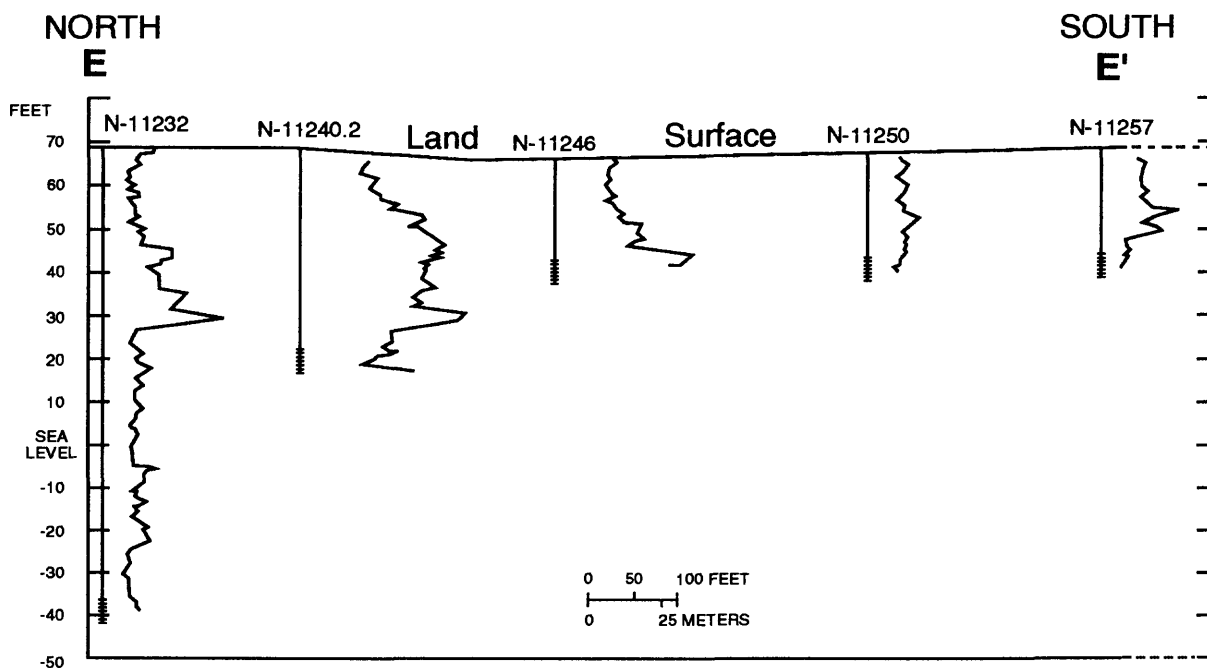 NORTH
E
SOUTH
E'
FEET
N-11232
N-11240.2
Land
N-11246
Surface
N-11250
N-11257
70
60
50
40
30
20
10
SEA
LEVEL
-10
-20
-30
-40
-50
0 50 100 FEET
0 25 METERS